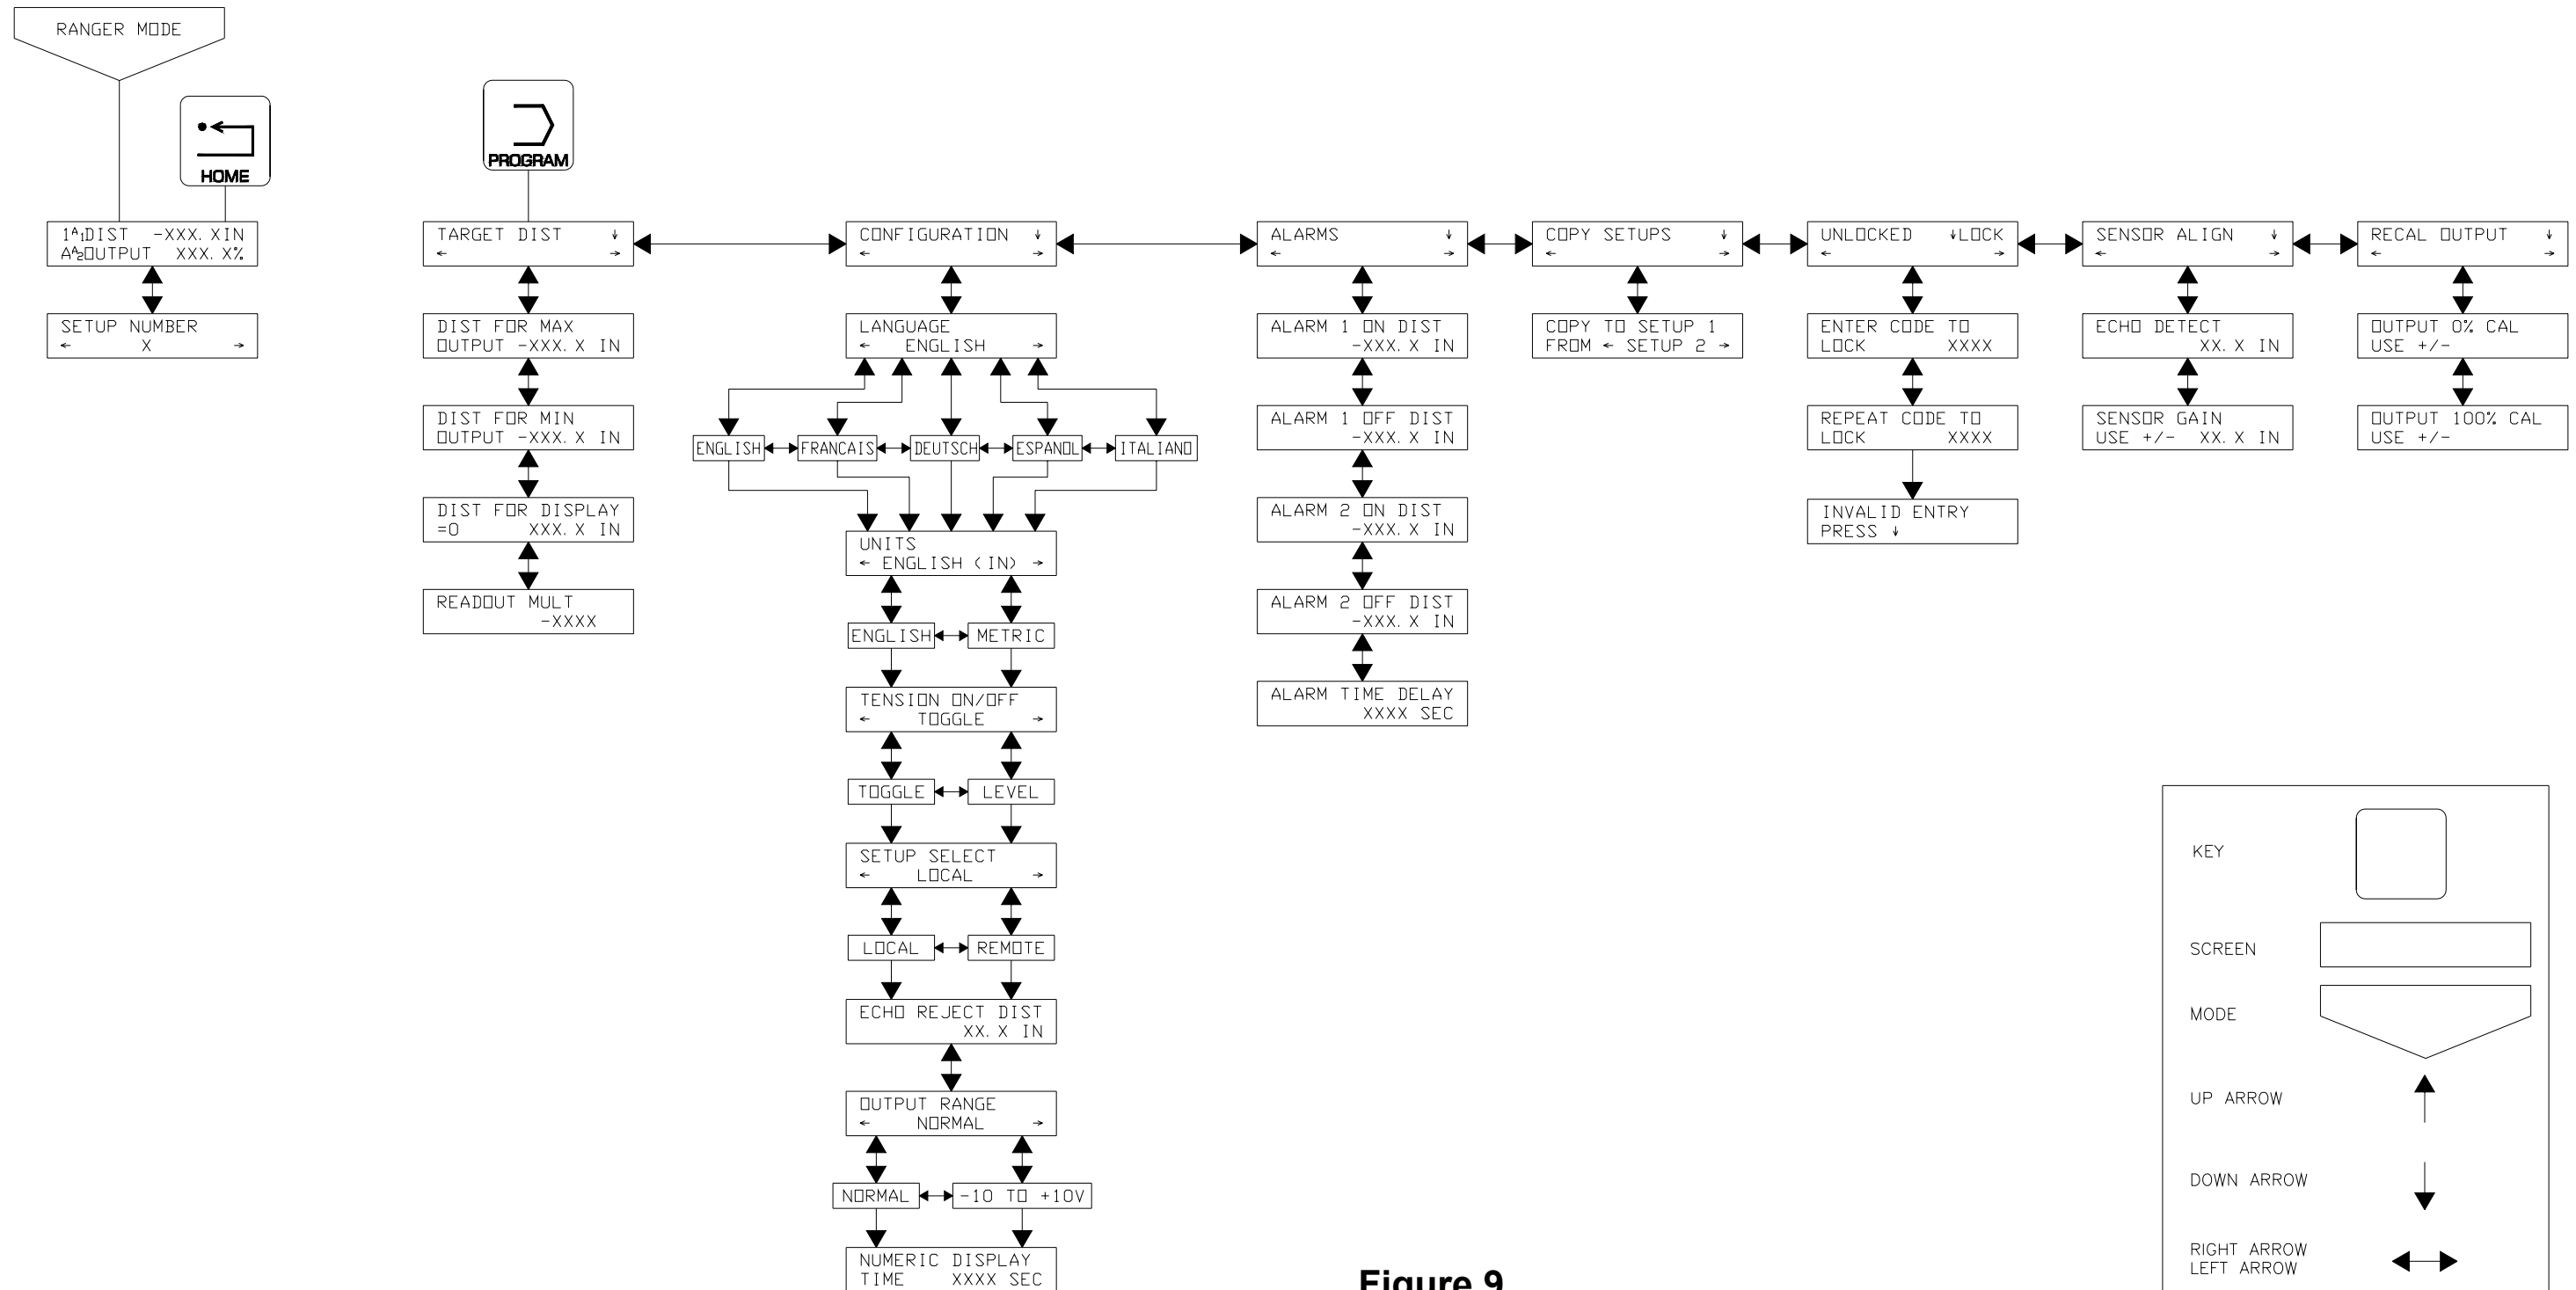 RANGER MODE
HOME
PROGRAM
1A1DIST -XXX.XIN
AA2OUTPUT XXX.X%
SETUP NUMBER
← X →
TARGET DIST ↓
← →
DIST FOR MAX
OUTPUT -XXX.X IN
DIST FOR MIN
OUTPUT -XXX.X IN
DIST FOR DISPLAY
=0 XXX.X IN
READOUT MULT
-XXXX
CONFIGURATION ↓
← →
LANGUAGE
← ENGLISH →
ENGLISH
FRANCAIS
DEUTSCH
ESPANOL
ITALIANO
UNITS
← ENGLISH (IN) →
ENGLISH
METRIC
TENSION ON/OFF
← TOGGLE →
TOGGLE
LEVEL
SETUP SELECT
← LOCAL →
LOCAL
REMOTE
ECHO REJECT DIST
XX.X IN
OUTPUT RANGE
← NORMAL →
NORMAL
-10 TO +10V
NUMERIC DISPLAY
TIME XXXX SEC
ALARMS ↓
← →
ALARM 1 ON DIST
-XXX.X IN
ALARM 1 OFF DIST
-XXX.X IN
ALARM 2 ON DIST
-XXX.X IN
ALARM 2 OFF DIST
-XXX.X IN
ALARM TIME DELAY
XXXX SEC
COPY SETUPS ↓
← →
COPY TO SETUP 1
FROM ← SETUP 2 →
UNLOCKED ↓LOCK
← →
ENTER CODE TO
LOCK XXXX
REPEAT CODE TO
LOCK XXXX
INVALID ENTRY
PRESS ↓
SENSOR ALIGN ↓
← →
ECHO DETECT
XX.X IN
SENSOR GAIN
USE +/- XX.X IN
RECAL OUTPUT ↓
← →
OUTPUT 0% CAL
USE +/-
OUTPUT 100% CAL
USE +/-
KEY
SCREEN
MODE
UP ARROW
DOWN ARROW
RIGHT ARROW
LEFT ARROW
Figure 9